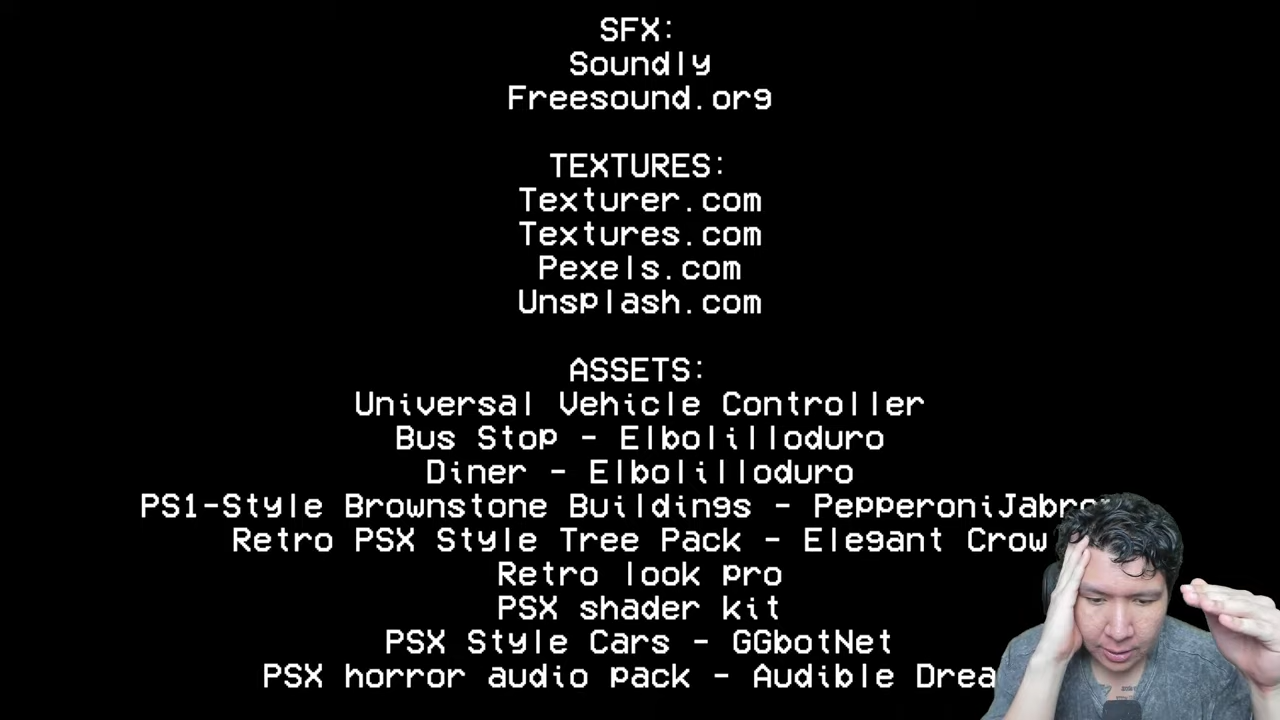 SFX:
Soundly
Freesound.org
TEXTURES:
Texturer.com
Textures.com
Pexels.com
Unsplash.com
ASSETS:
Universal Vehicle Controller
Bus Stop - Elbolilloduro
Diner - Elbolilloduro
PS1-Style Brownstone Buildings -
Retro PSX Style Tree Pack - Elegant Crow
Retro look pro
PSX shader kit
PSX Style Cars - GGbotNet
PSX horror audio pack - Audible